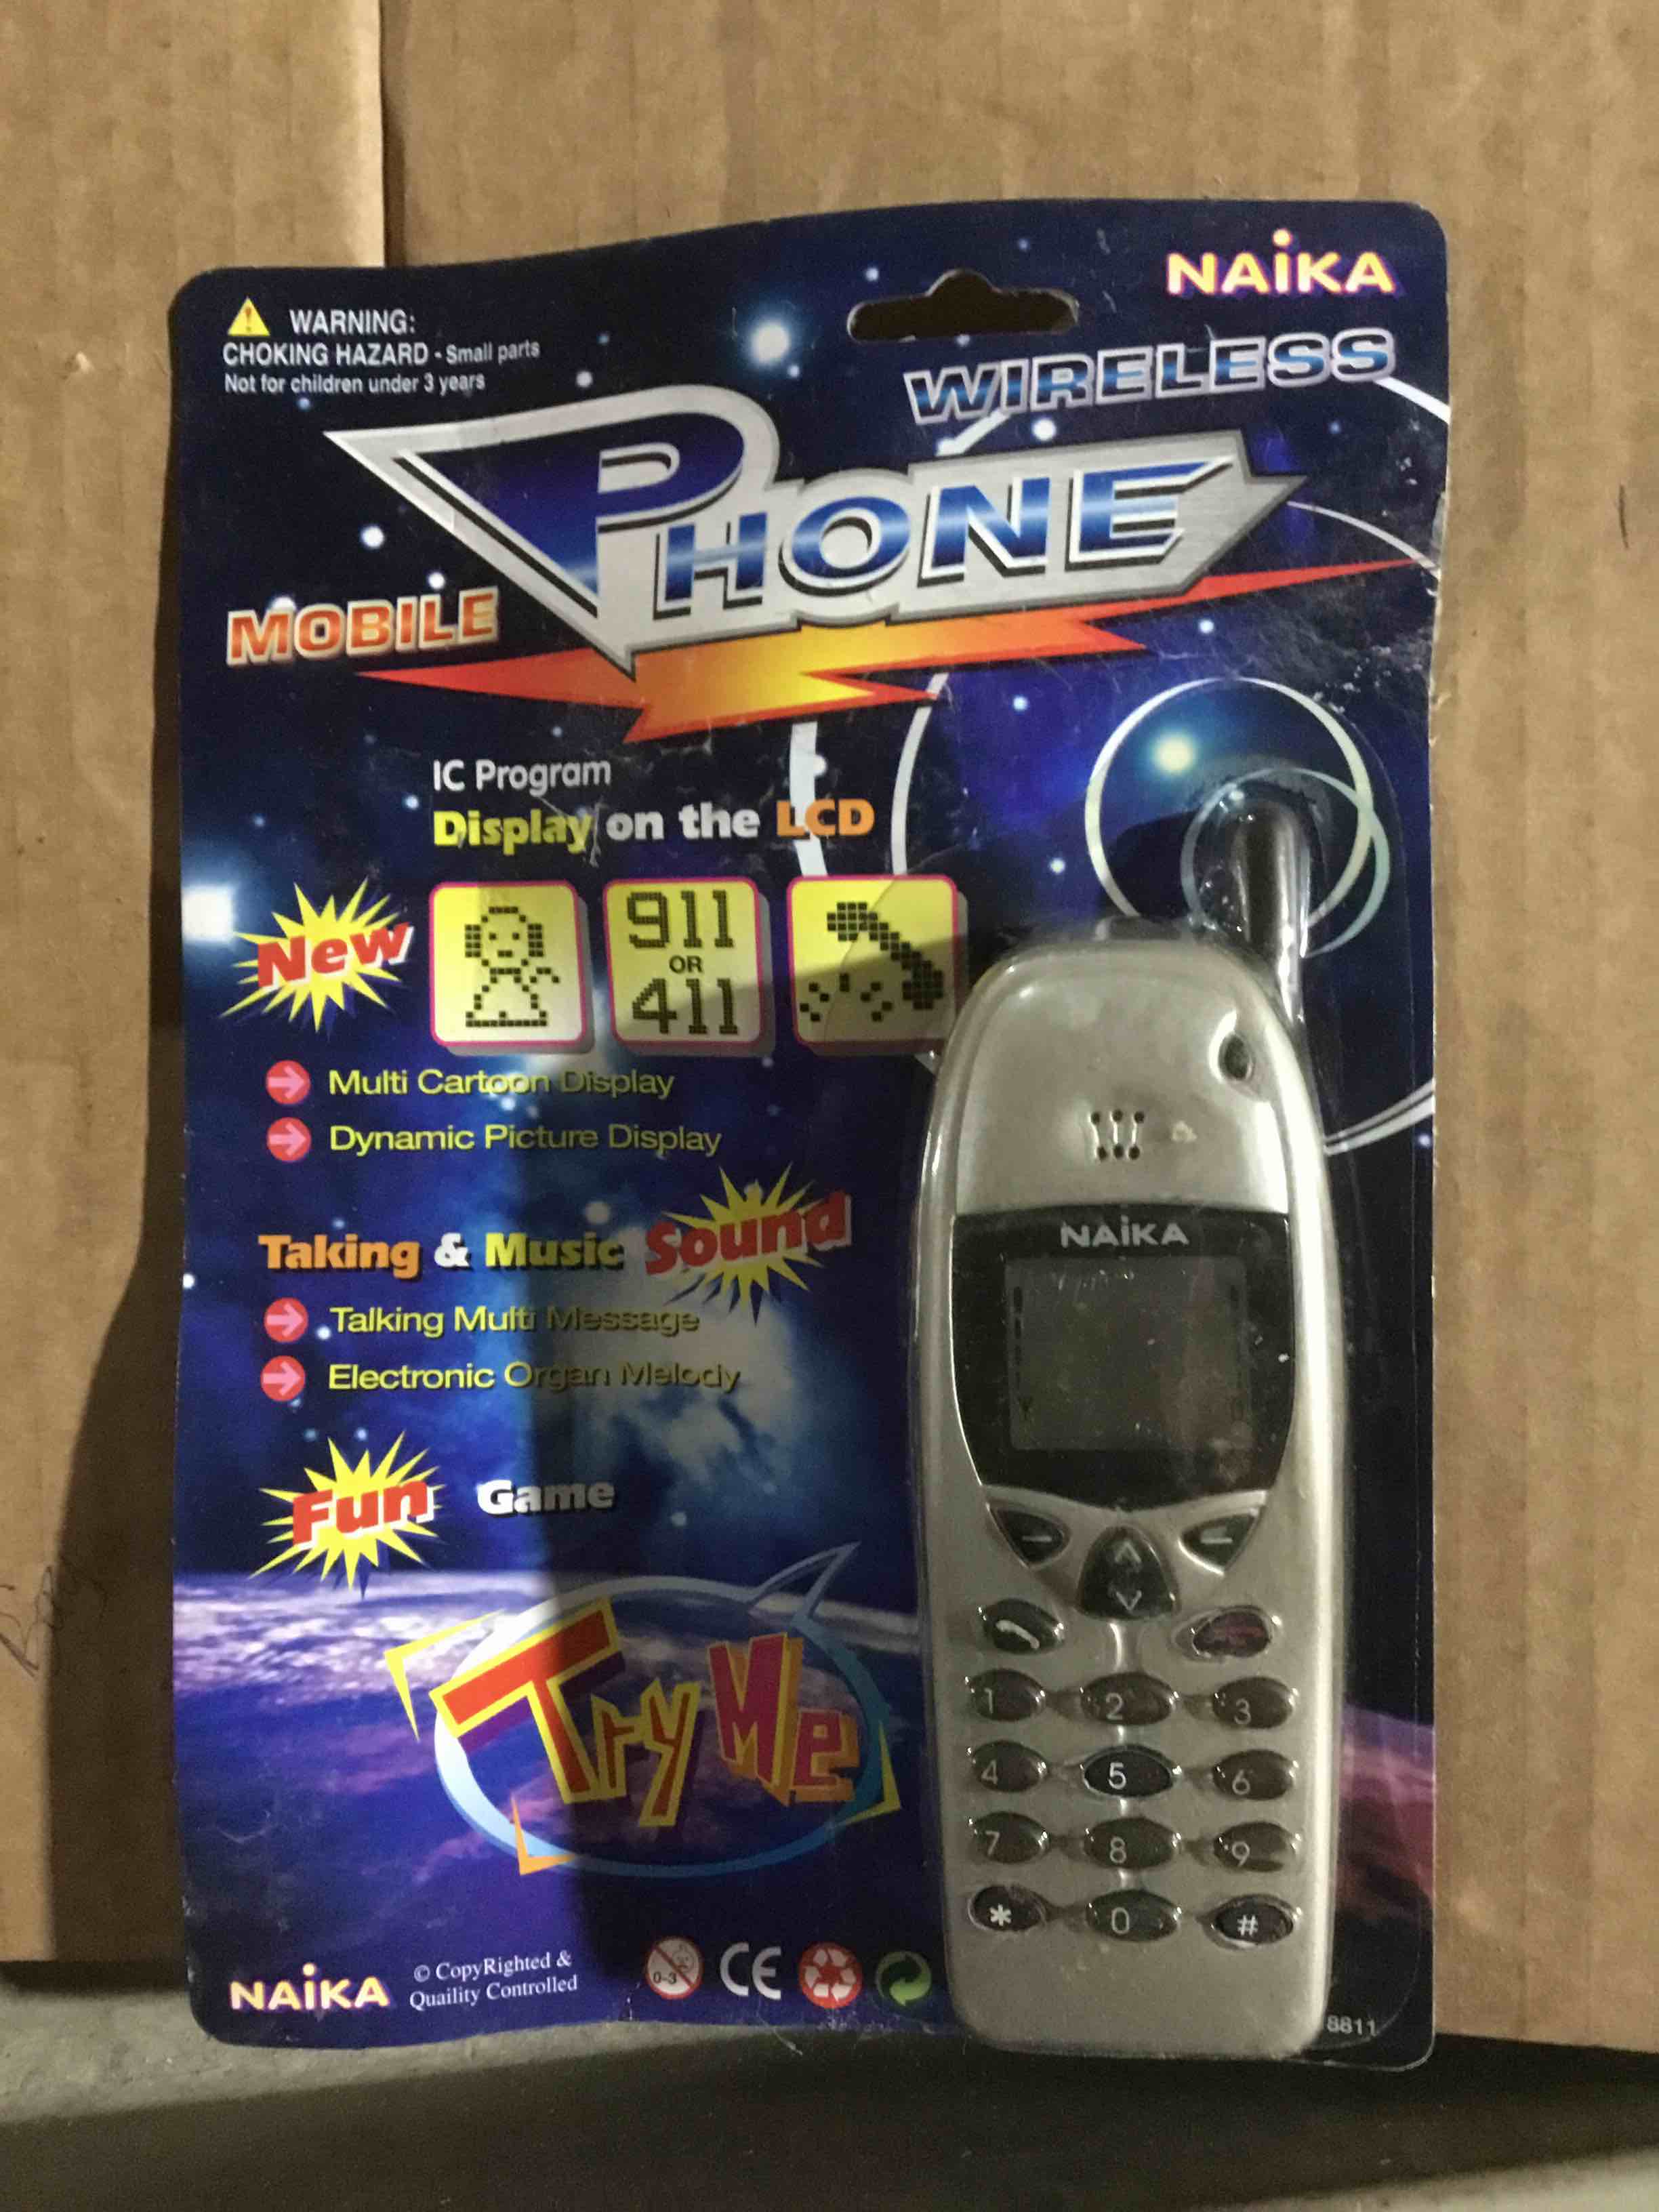 NAiKA
WARNING:
CHOKING HAZARD - Small parts
Not for children under 3 years
WIRELESS
PHONE
MOBILE
IC Program
Display on the LCD
New
911
OR
411
Multi Cartoon Display
Dynamic Picture Display
Taking & Music Sound
Talking Multi Message
Electronic Organ Melody
Fun Game
Try Me
NAiKA
1 2 3
4 5 6
7 8 9
* 0 #
NAiKA
© CopyRighted &
Quaility Controlled
0-3
CE
8811